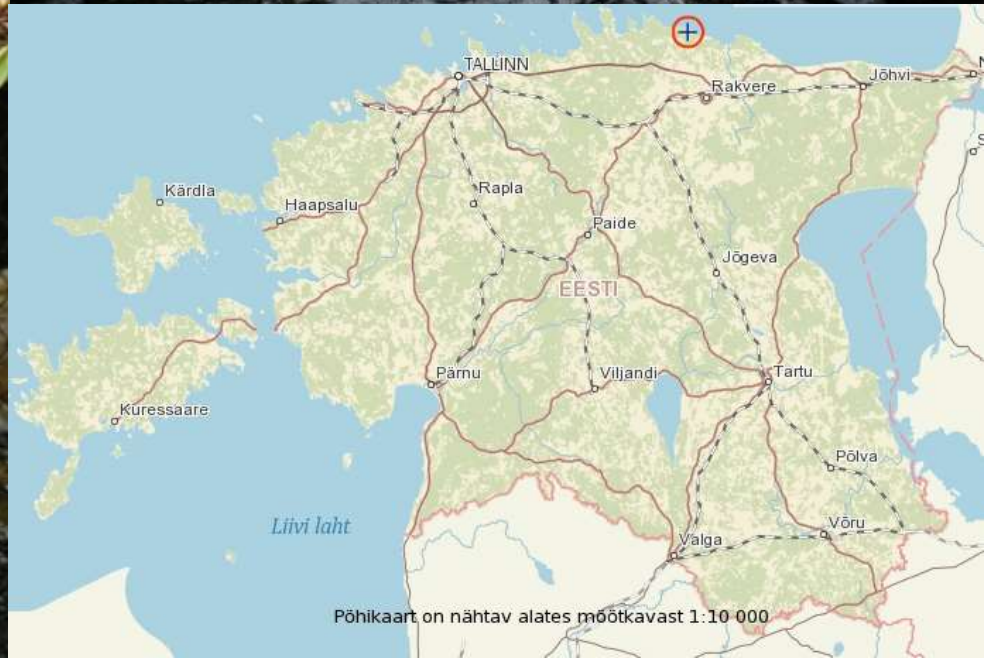 TALLINN
Rakvere
Jõhvi
N
S
Kärdla
Haapsalu
Rapla
Paide
Jõgeva
EESTI
Pärnu
Viljandi
Tartu
Kuressaare
Põlva
Liivi laht
Võru
Valga
Põhikaart on nähtav alates mõõtkavast 1:10 000